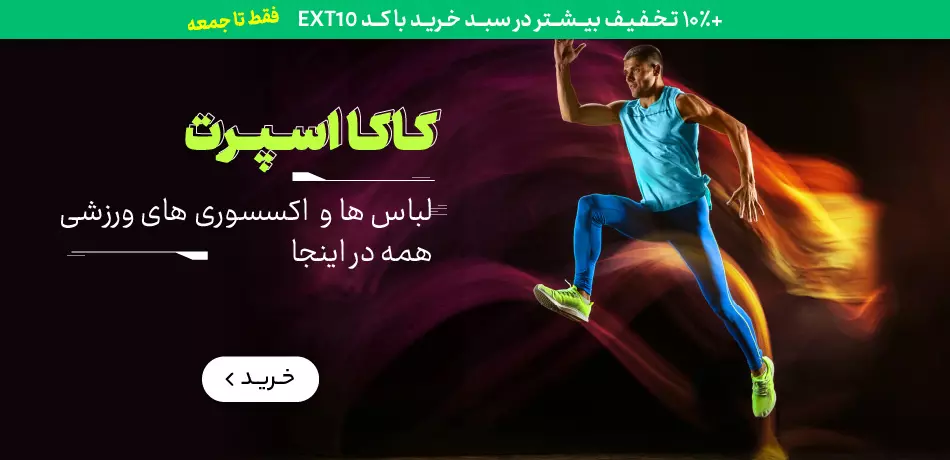 +۱۰٪ تخفیف بیشتر در سبد خرید با کد EXT10 فقط تا جمعه
کاکا اسپرت
لباس ها و اکسسوری های ورزشی
همه در اینجا
خرید